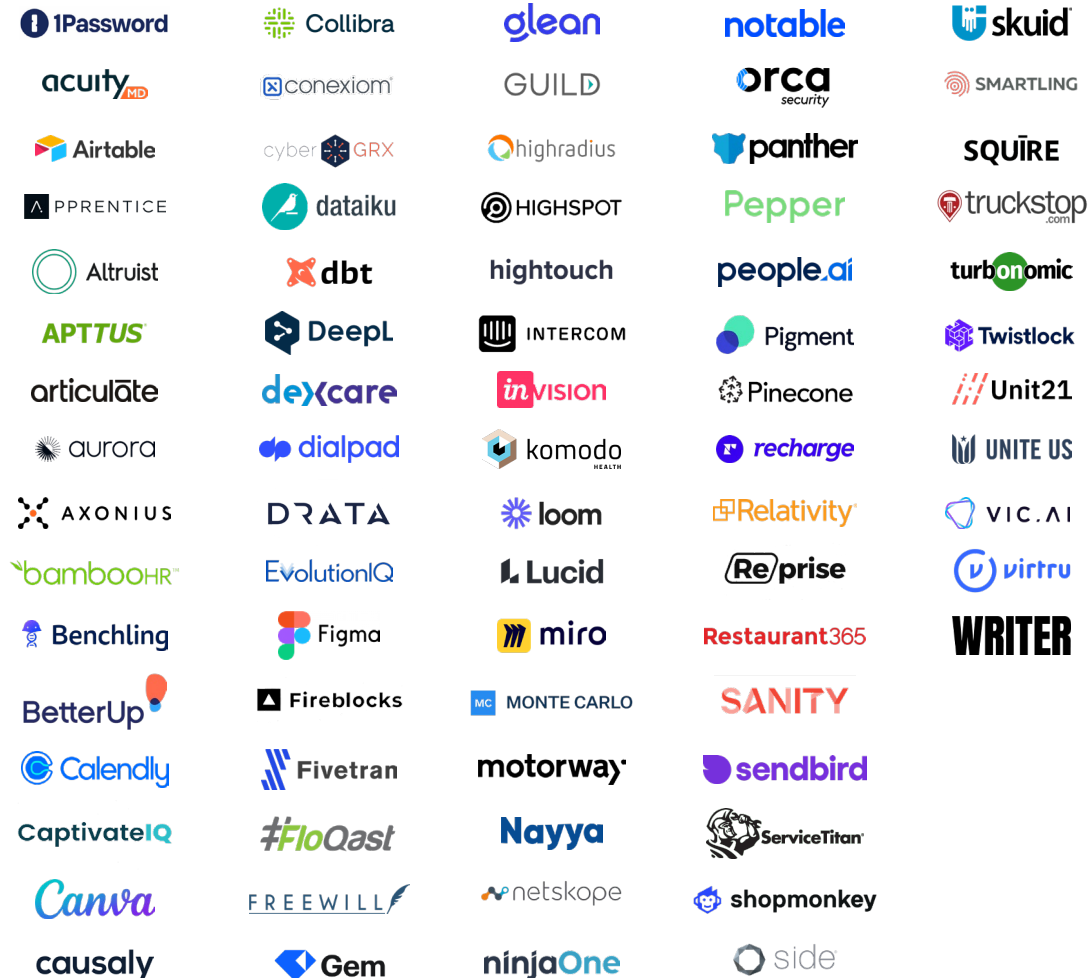 1Password
acuity MD
Airtable
APPRENTICE
Altruist
APTTUS
articulate
aurora
AXONIUS
bambooHR™
Benchling
BetterUp
Calendly
CaptivateIQ
Canva
causaly
Collibra
conexiom
cyber GRX
dataiku
dbt
DeepL
dexcare
dialpad
DRATA
EvolutionIQ
Figma
Fireblocks
Fivetran
#FloQast
FREEWILL
Gem
glean
GUILD
highradius
HIGHSPOT
hightouch
INTERCOM
inVISION
komodo
HEALTH
loom
Lucid
miro
MC MONTE CARLO
motorway
Nayya
netskope
ninjaOne
notable
orca
security
panther
Pepper
people.ai
Pigment
Pinecone
recharge
Relativity
Reprise
Restaurant365
SANITY
sendbird
ServiceTitan
shopmonkey
side
skuid
SMARTLING
SQUĪRE
truckstop
.com
turbonomic
Twistlock
Unit21
UNITE US
VIC.AI
virtru
WRITER